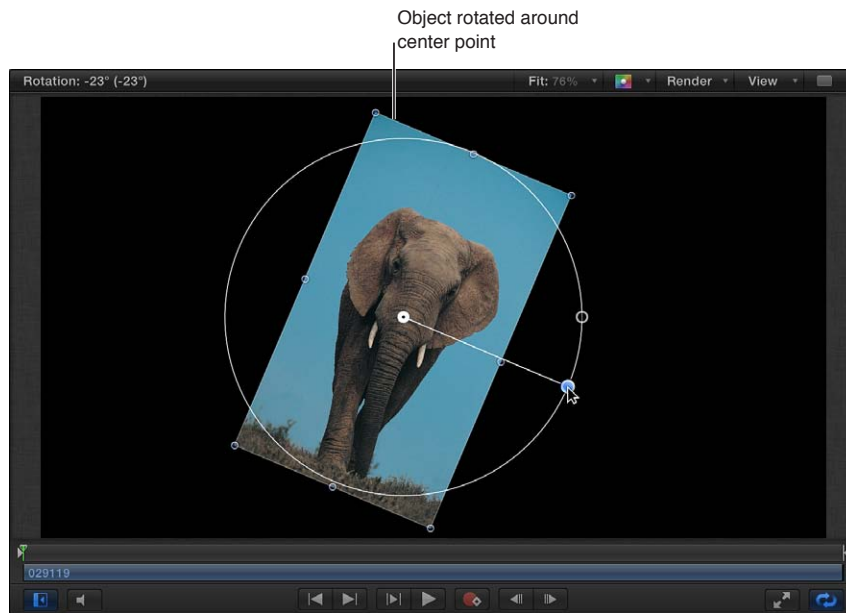 Object rotated around
center point
Rotation: -23° (-23°)
Fit: 76%
Render
View
029119